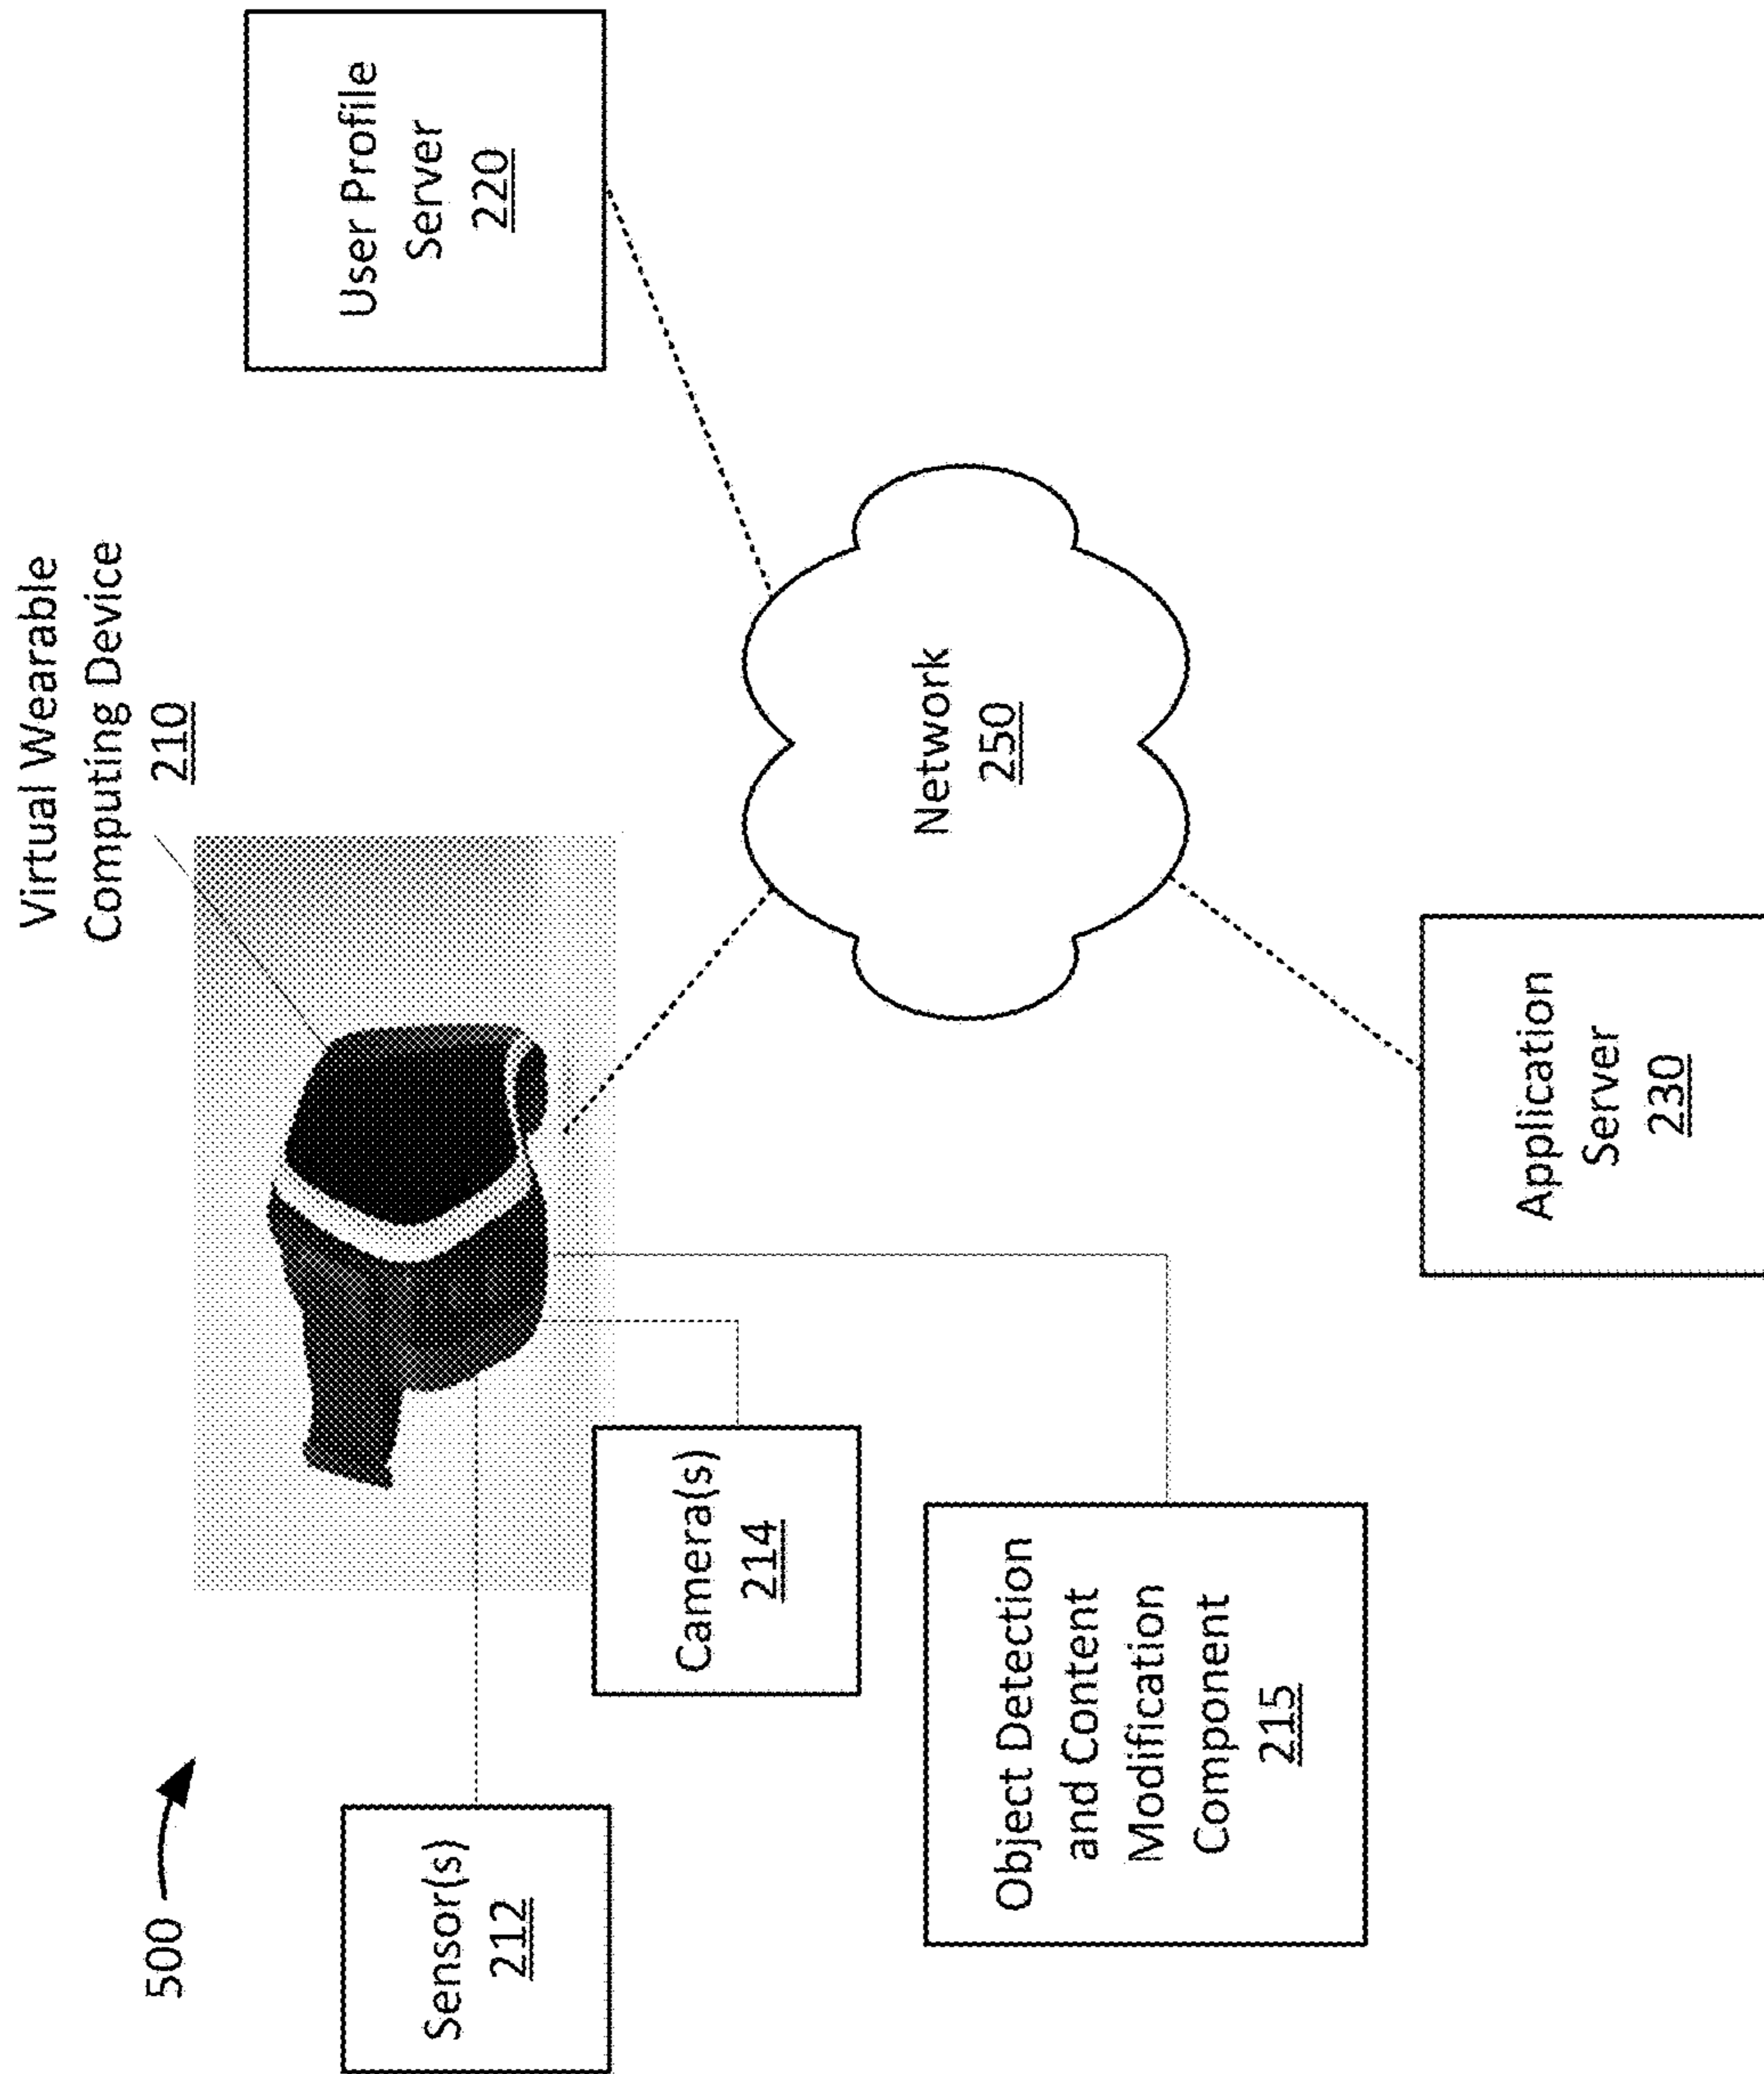 500
Virtual Wearable
Computing Device
210
Sensor(s)
212
Camera(s)
214
Object Detection
and Content
Modification
Component
215
User Profile
Server
220
Network
250
Application
Server
230